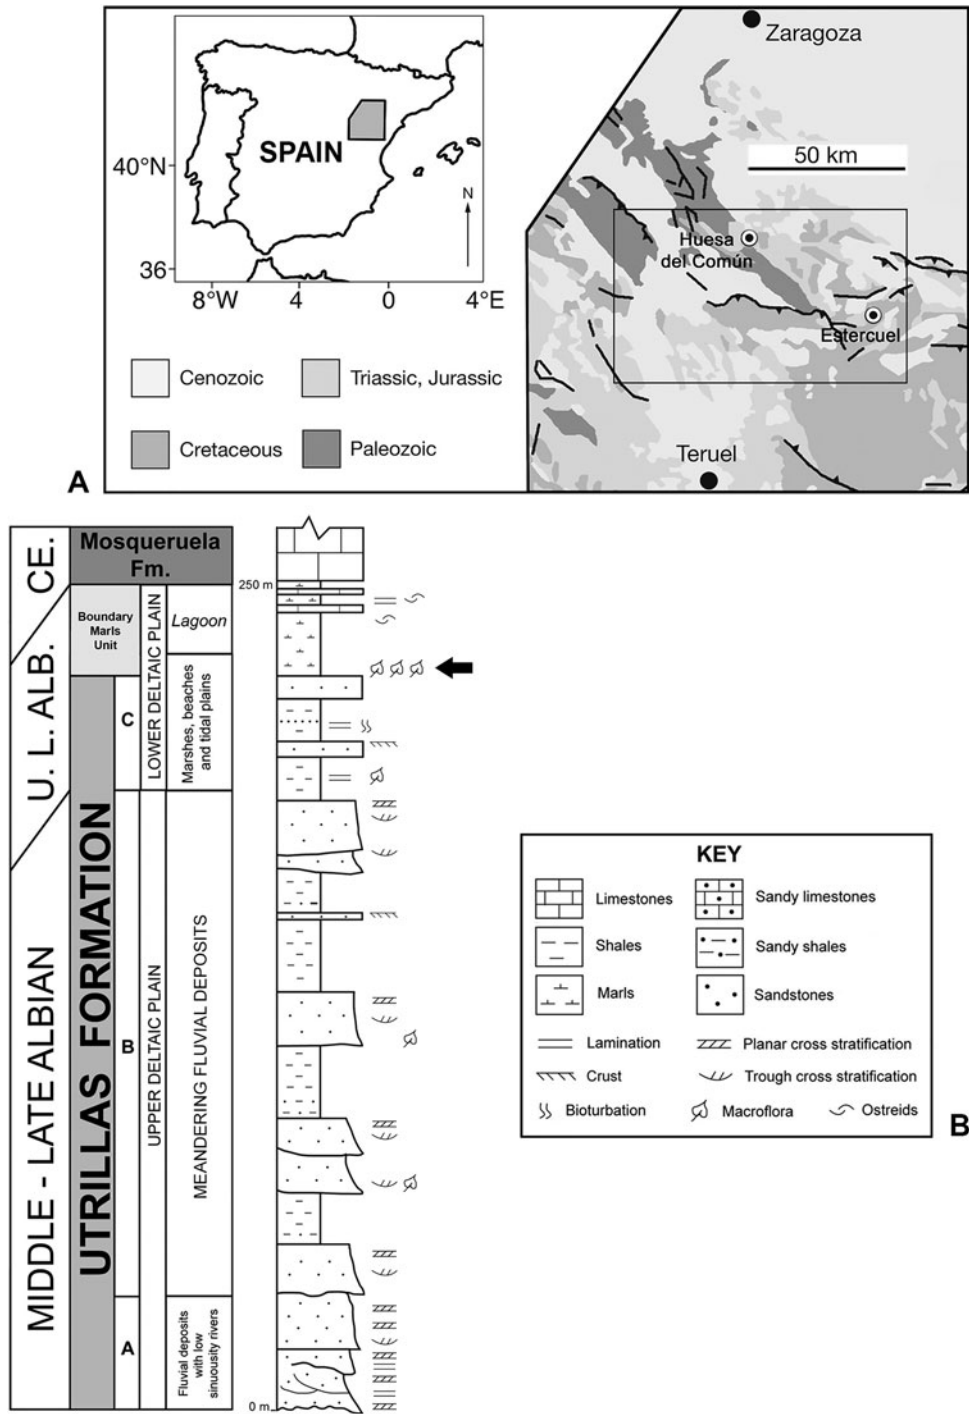 Zaragoza
50 km
40°N
SPAIN
N
Huesa
del Común
36
8°W
4
0
4°E
Estercuel
Cenozoic
Triassic, Jurassic
Cretaceous
Paleozoic
Teruel
A
CE.
Mosqueruela
Fm.
250 m
U. L. ALB.
Boundary
Marls
Unit
LOWER DELTAIC PLAIN
Lagoon
C
Marshes, beaches
and tidal plains
MIDDLE - LATE ALBIAN
UTRILLAS FORMATION
B
UPPER DELTAIC PLAIN
MEANDERING FLUVIAL DEPOSITS
A
Fluvial deposits
with low
sinuousity rivers
0 m
KEY
Limestones
Sandy limestones
Shales
Sandy shales
Marls
Sandstones
Lamination
Planar cross stratification
Crust
Trough cross stratification
Bioturbation
Macroflora
Ostreids
B